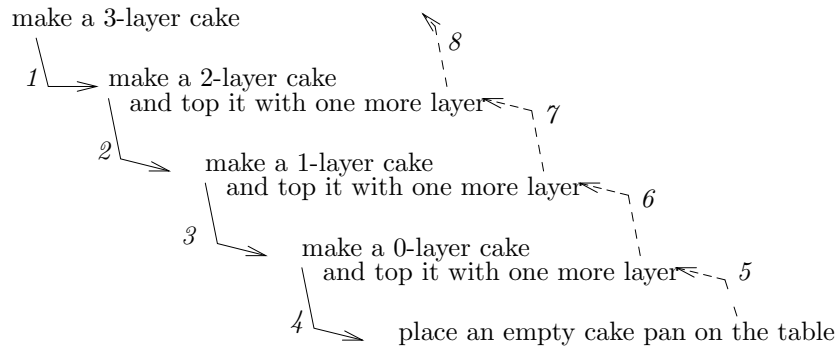 make a 3-layer cake
8
1
make a 2-layer cake
and top it with one more layer
7
2
make a 1-layer cake
and top it with one more layer
6
3
make a 0-layer cake
and top it with one more layer
5
4
place an empty cake pan on the table